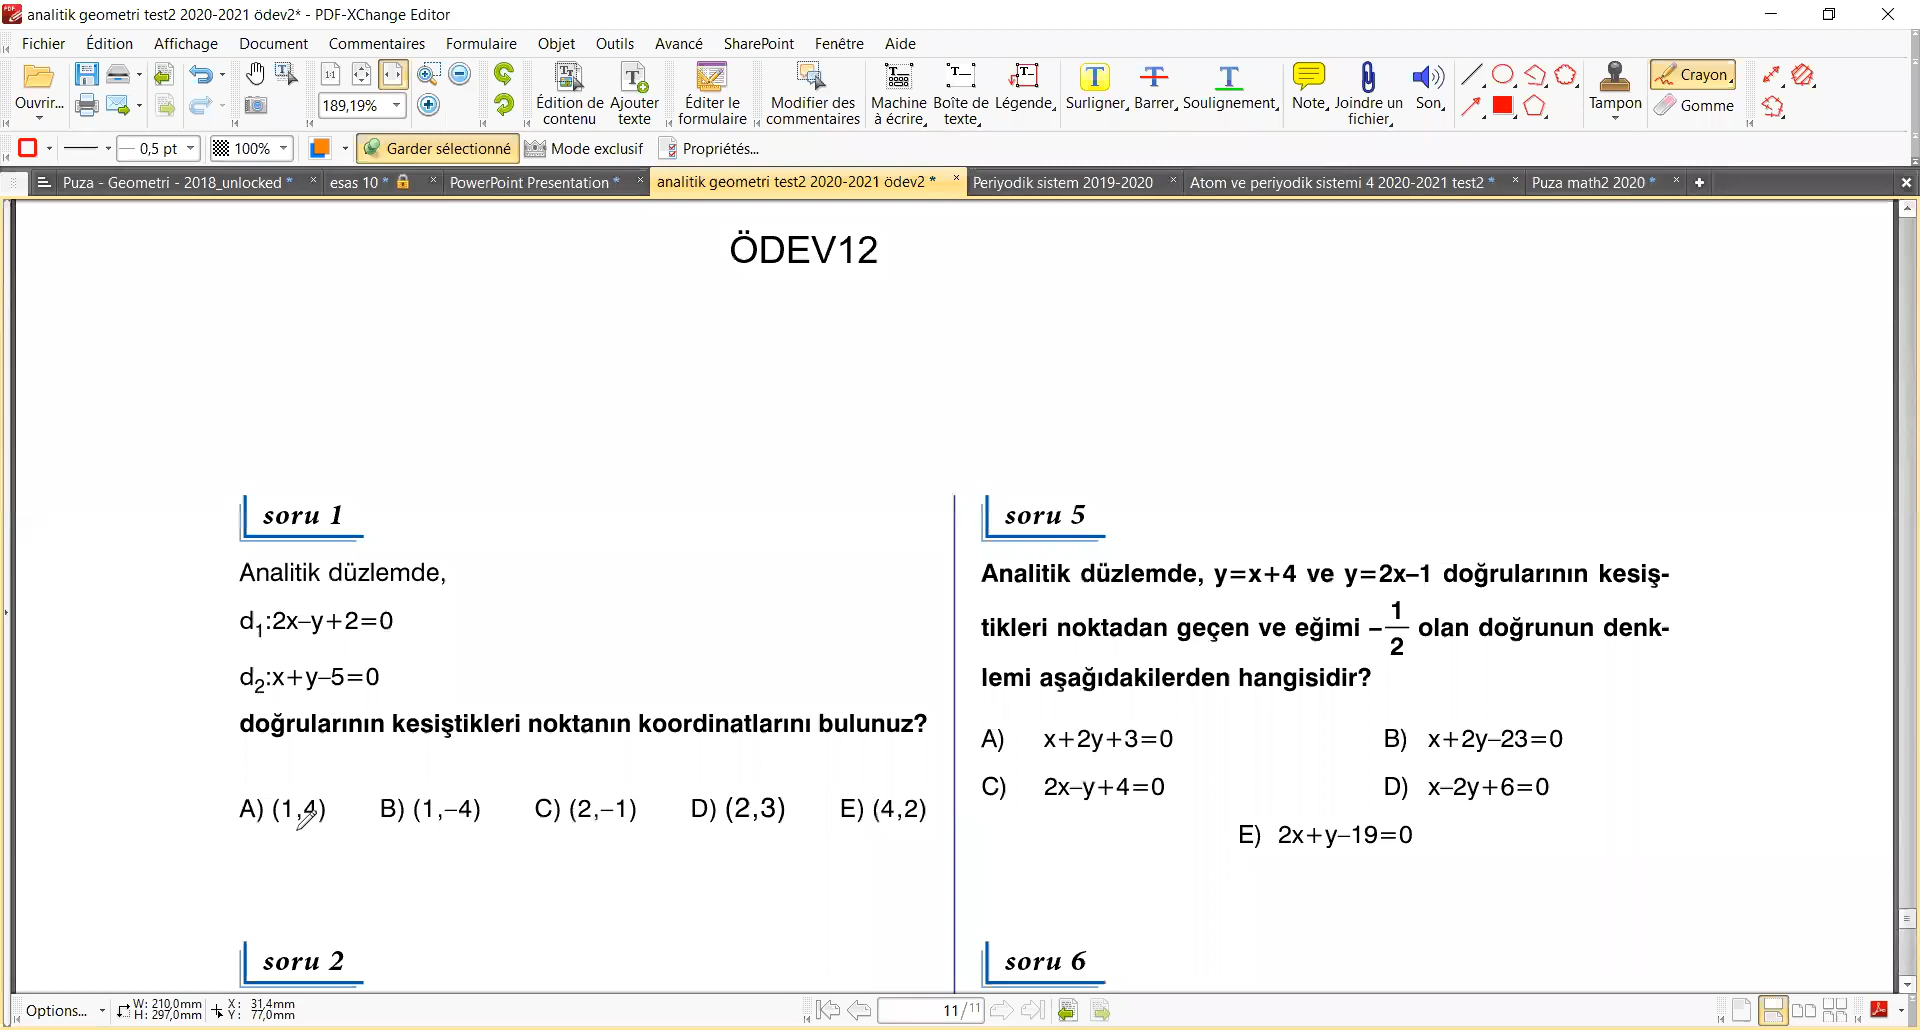 analitik geometri test2 2020-2021 ödev2* - PDF-XChange Editor
Fichier Édition Affichage Document Commentaires Formulaire Objet Outils Avancé SharePoint Fenêtre Aide
Ouvrir...
189,19%
Édition de contenu
Ajouter texte
Éditer le formulaire
Modifier des commentaires
Machine à écrire
Boîte de texte
Légende
Surligner
Barrer
Soulignement
Note
Joindre un fichier
Son
Tampon
Crayon
Gomme
0,5 pt 100% Garder sélectionné Mode exclusif Propriétés...
Puza - Geometri - 2018_unlocked * esas 10 * PowerPoint Presentation * analitik geometri test2 2020-2021 ödev2 * Periyodik sistem 2019-2020 Atom ve periyodik sistemi 4 2020-2021 test2 * Puza math2 2020 *
ÖDEV12
soru 1
Analitik düzlemde,
d1:2x–y+2=0
d2:x+y–5=0
doğrularının kesiştikleri noktanın koordinatlarını bulunuz?
A) (1,4) B) (1,–4) C) (2,–1) D) (2,3) E) (4,2)
soru 2
soru 5
Analitik düzlemde, y=x+4 ve y=2x–1 doğrularının kesiş-
tikleri noktadan geçen ve eğimi –1/2 olan doğrunun denk-
lemi aşağıdakilerden hangisidir?
A) x+2y+3=0 B) x+2y–23=0
C) 2x–y+4=0 D) x–2y+6=0
E) 2x+y–19=0
soru 6
Options... W: 210,0mm X: 31,4mm
H: 297,0mm Y: 77,0mm
11/11